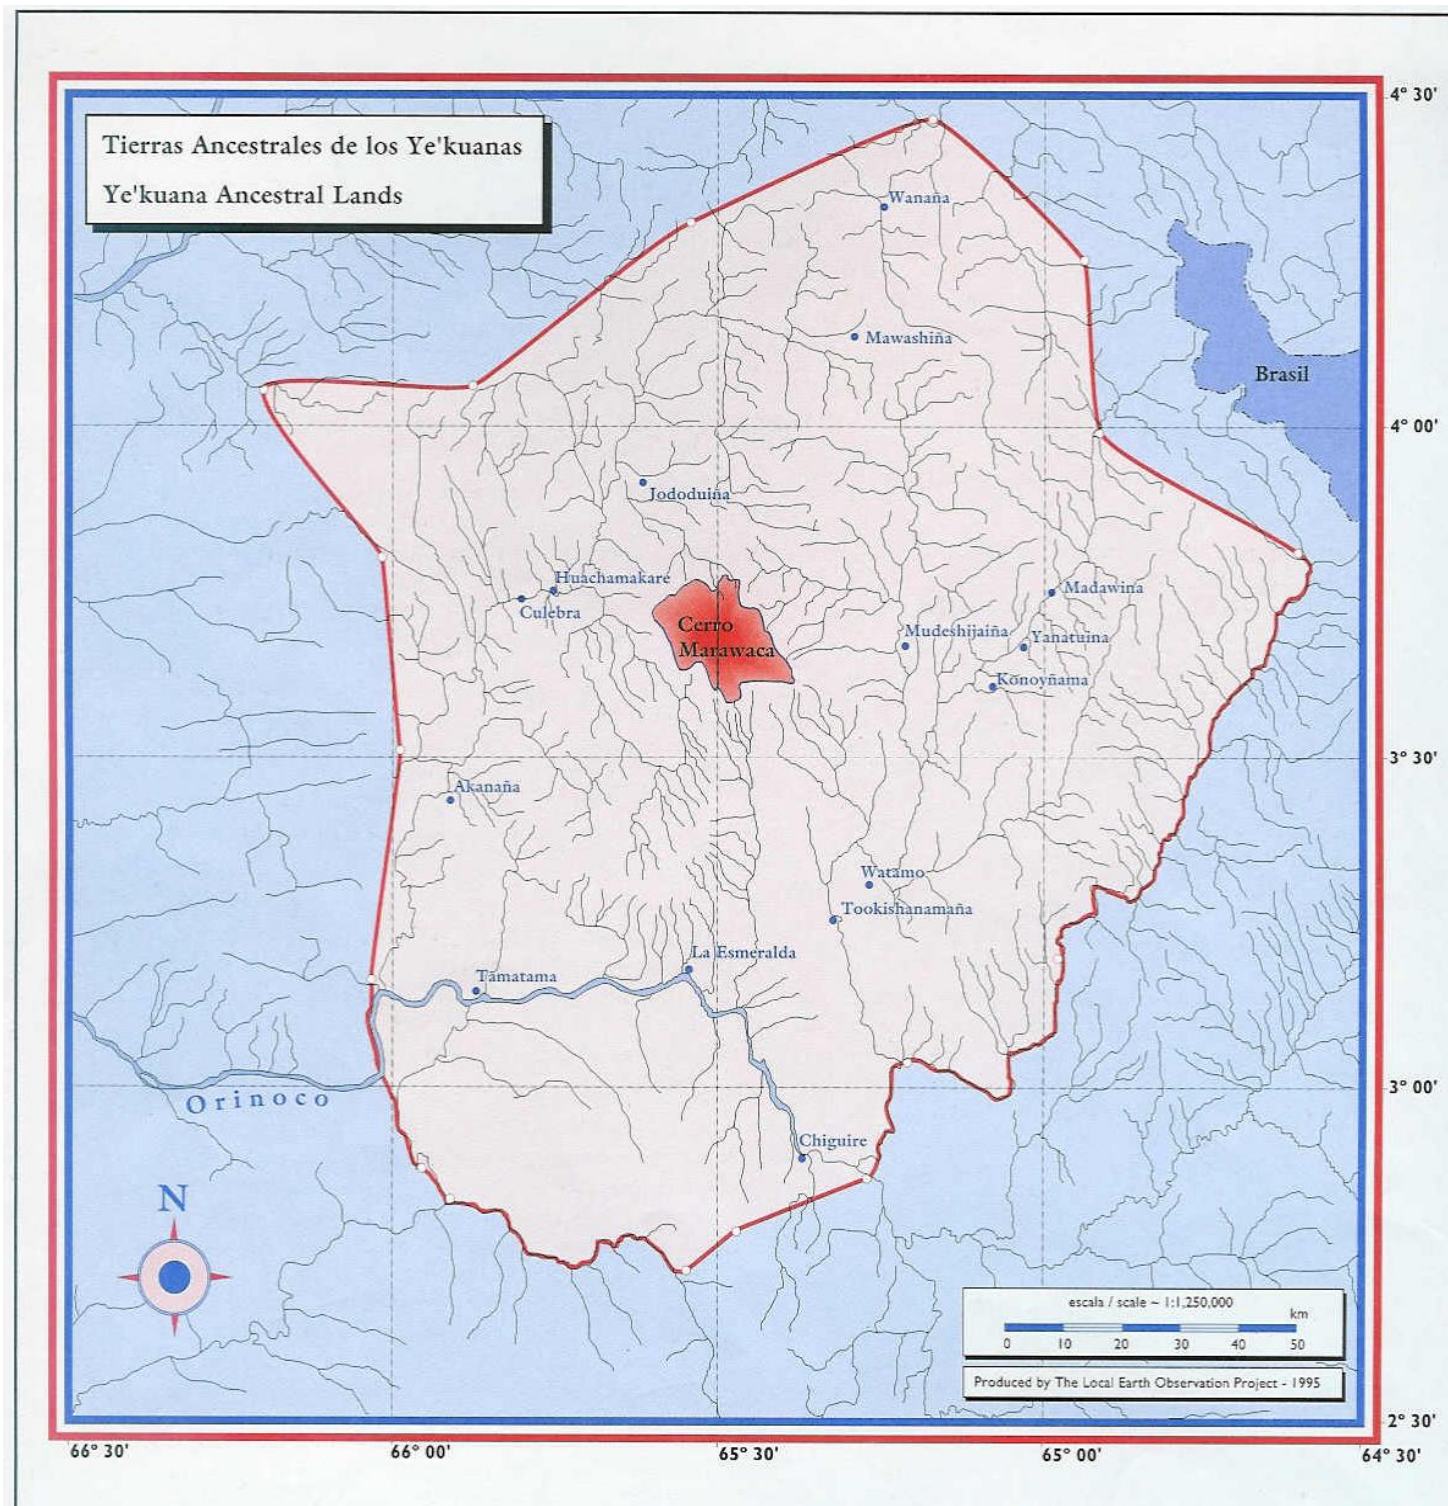 Tierras Ancestrales de los Ye'kuanas
Ye'kuana Ancestral Lands
4° 30'
Wanaña
Mawashiña
Brasil
4° 00'
Jododuiña
Huachamakare
Culebra
Cerro
Marawaca
Madawina
Mudeshijaiña
Yanatuina
Konoyñama
3° 30'
Akanaña
Watamo
Tookishanamaña
La Esmeralda
Tamatama
Orinoco
3° 00'
Chiguire
N
escala / scale ~ 1:1,250,000
km
0 10 20 30 40 50
Produced by The Local Earth Observation Project - 1995
2° 30'
66° 30' 66° 00' 65° 30' 65° 00' 64° 30'